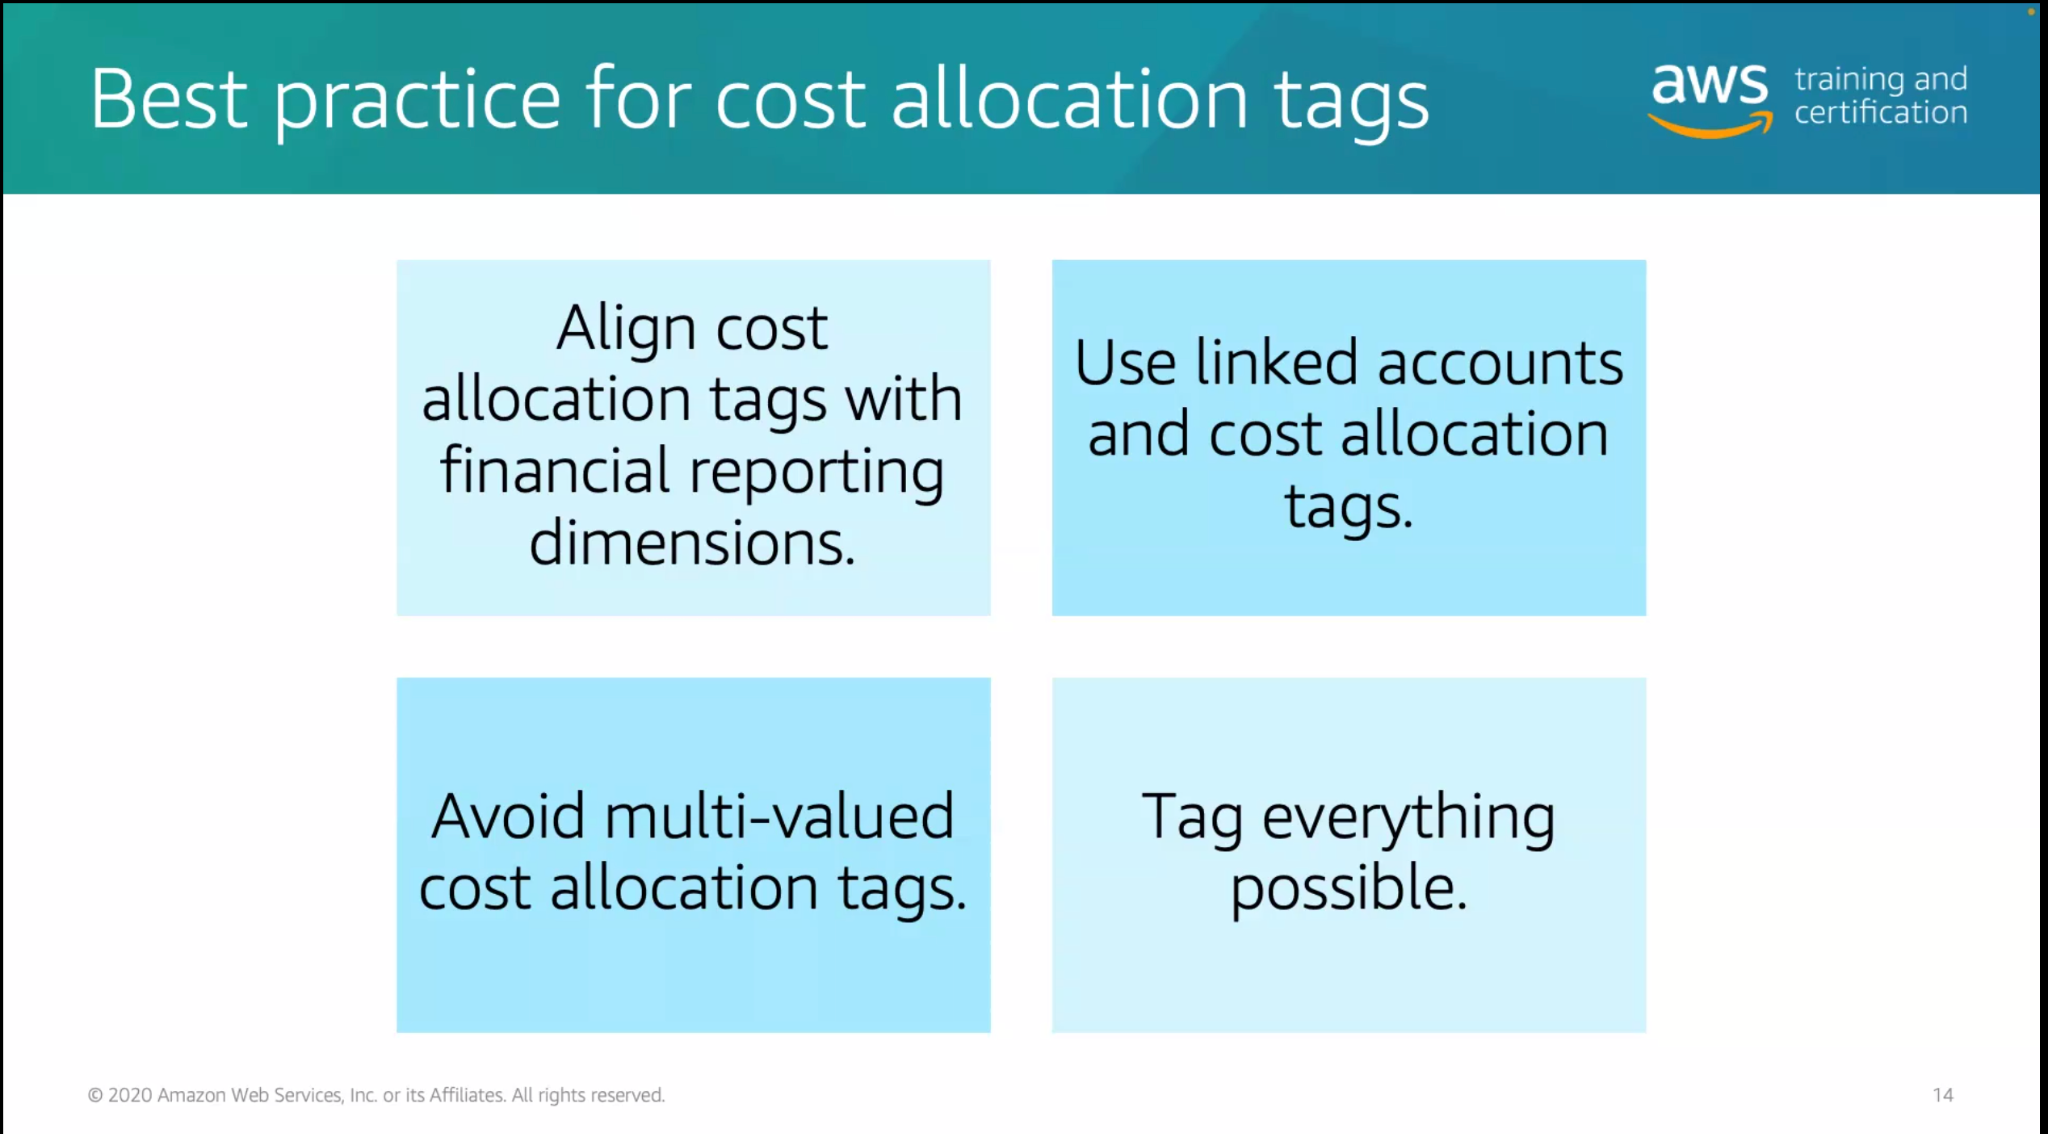 Best practice for cost allocation tags
aws
training and
certification
Align cost
allocation tags with
financial reporting
dimensions.
Use linked accounts
and cost allocation
tags.
Avoid multi-valued
cost allocation tags.
Tag everything
possible.
© 2020 Amazon Web Services, Inc. or its Affiliates. All rights reserved.
14